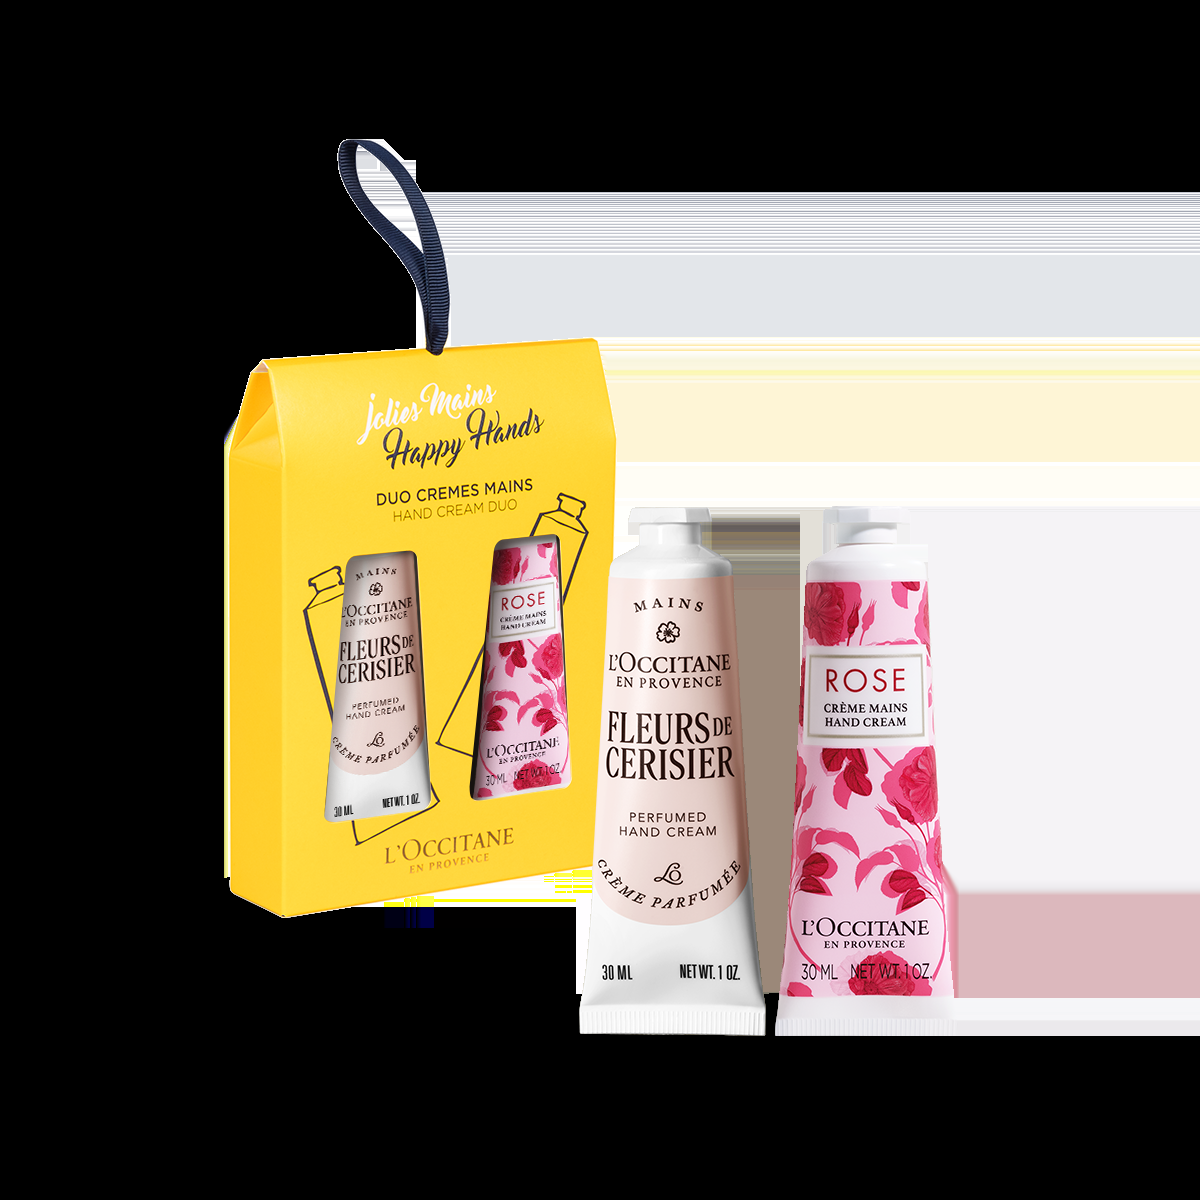 Jolies Mains
Happy Hands
DUO CREMES MAINS
HAND CREAM DUO
MAINS
L'OCCITANE
EN PROVENCE
FLEURS DE
CERISIER
PERFUMED
HAND CREAM
LO
CRÈME PARFUMÉE
30 ML NET WT. 1 OZ.
ROSE
CRÈME MAINS
HAND CREAM
L'OCCITANE
EN PROVENCE
30 ML NET WT. 1 OZ.
L'OCCITANE
EN PROVENCE
MAINS
L'OCCITANE
EN PROVENCE
FLEURS DE
CERISIER
PERFUMED
HAND CREAM
LO
CRÈME PARFUMÉE
30 ML NET WT. 1 OZ.
ROSE
CRÈME MAINS
HAND CREAM
L'OCCITANE
EN PROVENCE
30 ML NET WT. 1 OZ.